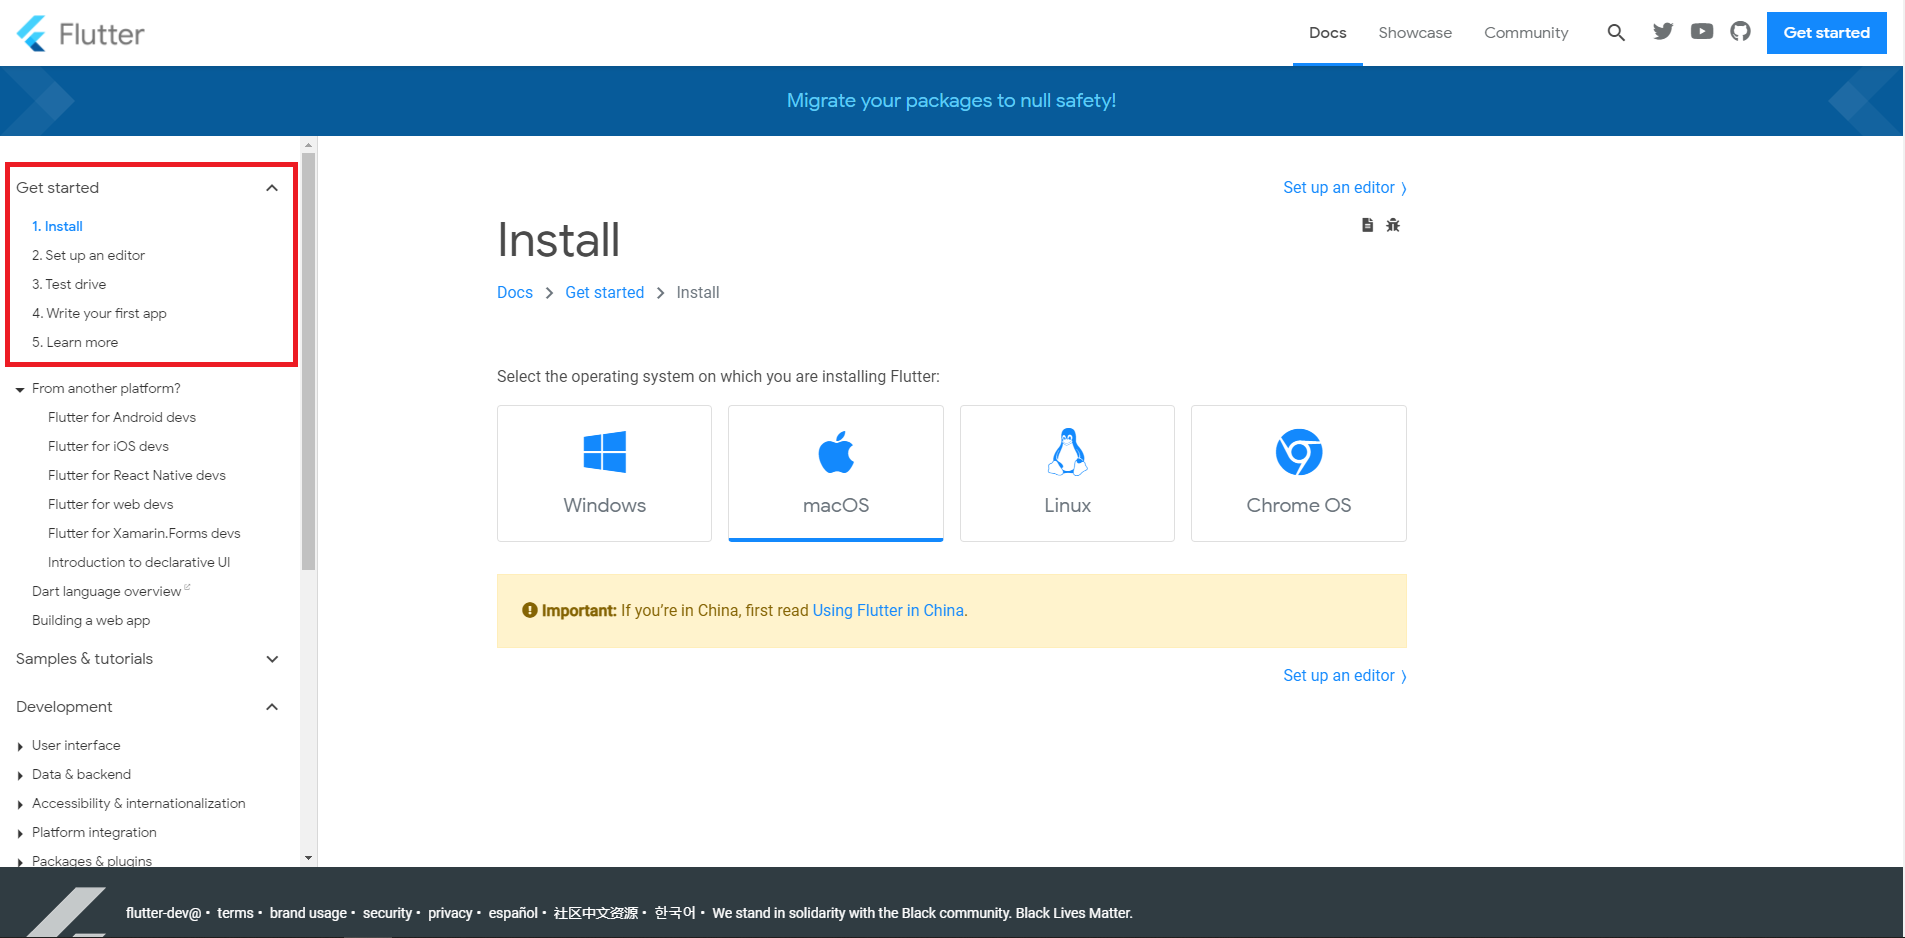 Flutter
Docs Showcase Community Get started
Migrate your packages to null safety!
Get started
1. Install
2. Set up an editor
3. Test drive
4. Write your first app
5. Learn more
From another platform?
Flutter for Android devs
Flutter for iOS devs
Flutter for React Native devs
Flutter for web devs
Flutter for Xamarin.Forms devs
Introduction to declarative UI
Dart language overview
Building a web app
Samples & tutorials
Development
User interface
Data & backend
Accessibility & internationalization
Platform integration
Packages & plugins
Set up an editor ⟩
Install
Docs > Get started > Install
Select the operating system on which you are installing Flutter:
Windows macOS Linux Chrome OS
Important: If you’re in China, first read Using Flutter in China.
Set up an editor ⟩
flutter-dev@ • terms • brand usage • security • privacy • español • 社区中文资源 • 한국어 • We stand in solidarity with the Black community. Black Lives Matter.